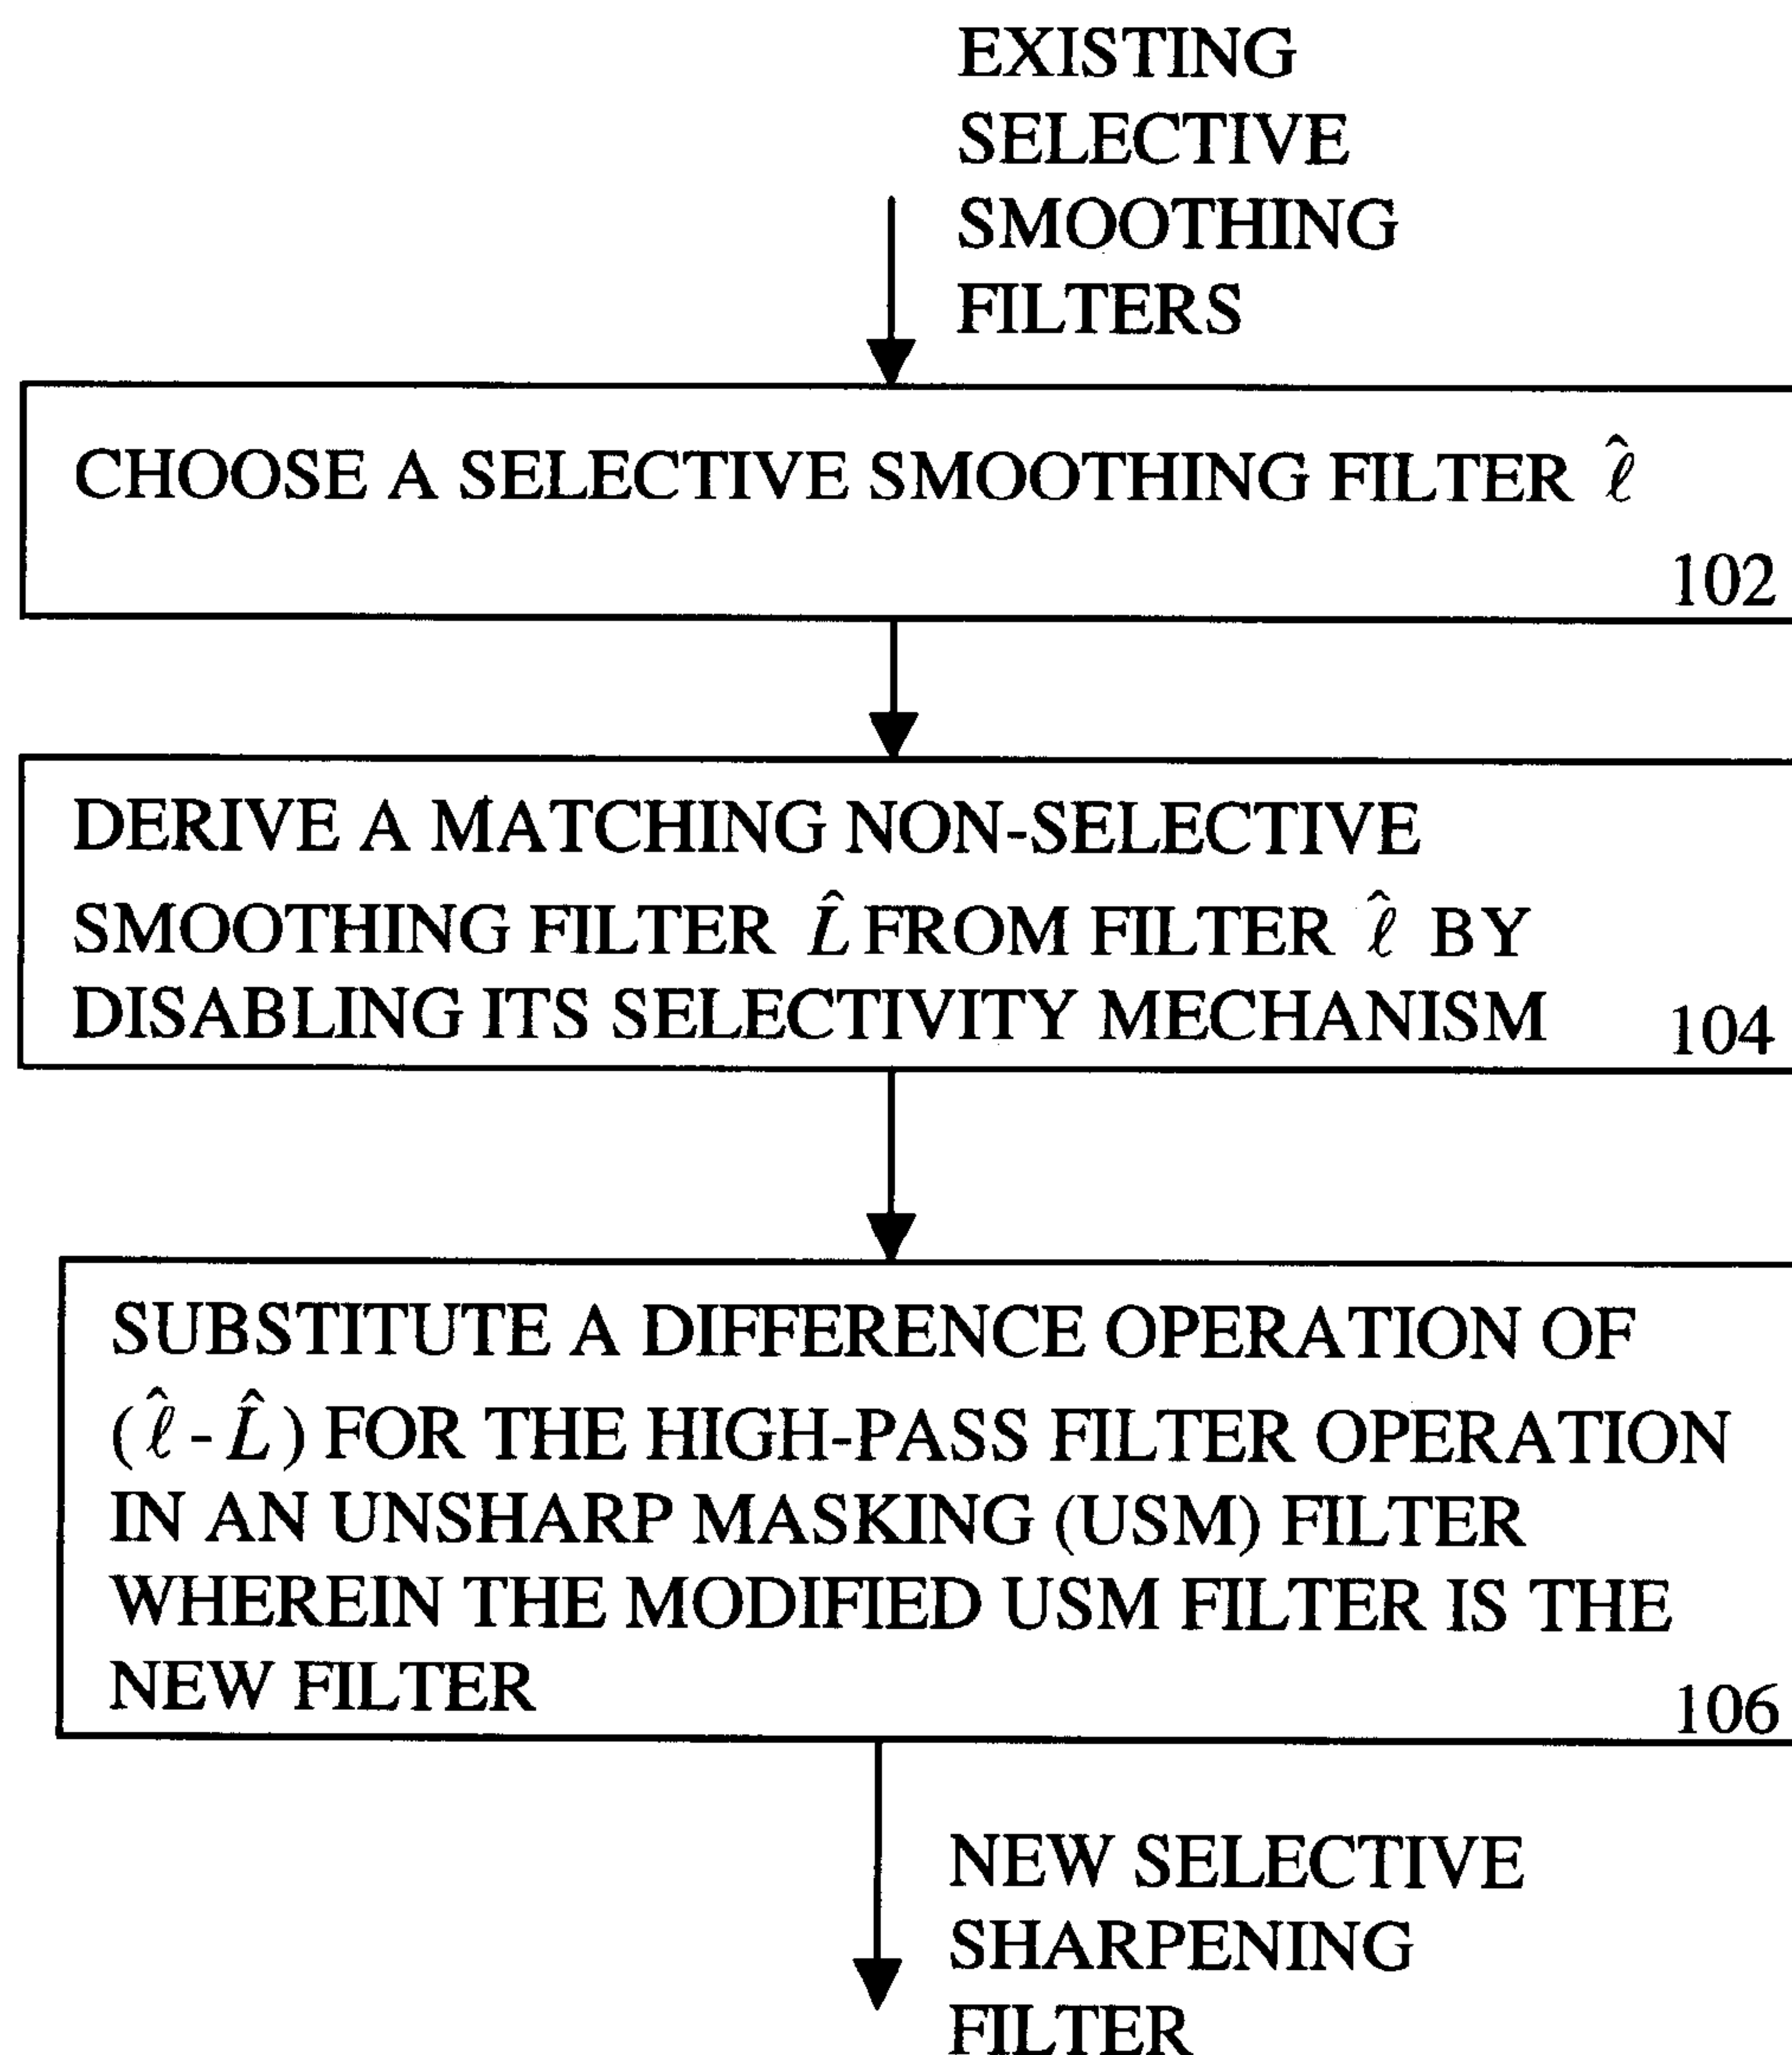 EXISTING
SELECTIVE
SMOOTHING
FILTERS
CHOOSE A SELECTIVE SMOOTHING FILTER ℓ̂
102
DERIVE A MATCHING NON-SELECTIVE
SMOOTHING FILTER L̂ FROM FILTER ℓ̂ BY
DISABLING ITS SELECTIVITY MECHANISM 104
SUBSTITUTE A DIFFERENCE OPERATION OF
(ℓ̂ - L̂) FOR THE HIGH-PASS FILTER OPERATION
IN AN UNSHARP MASKING (USM) FILTER
WHEREIN THE MODIFIED USM FILTER IS THE
NEW FILTER 106
NEW SELECTIVE
SHARPENING
FILTER